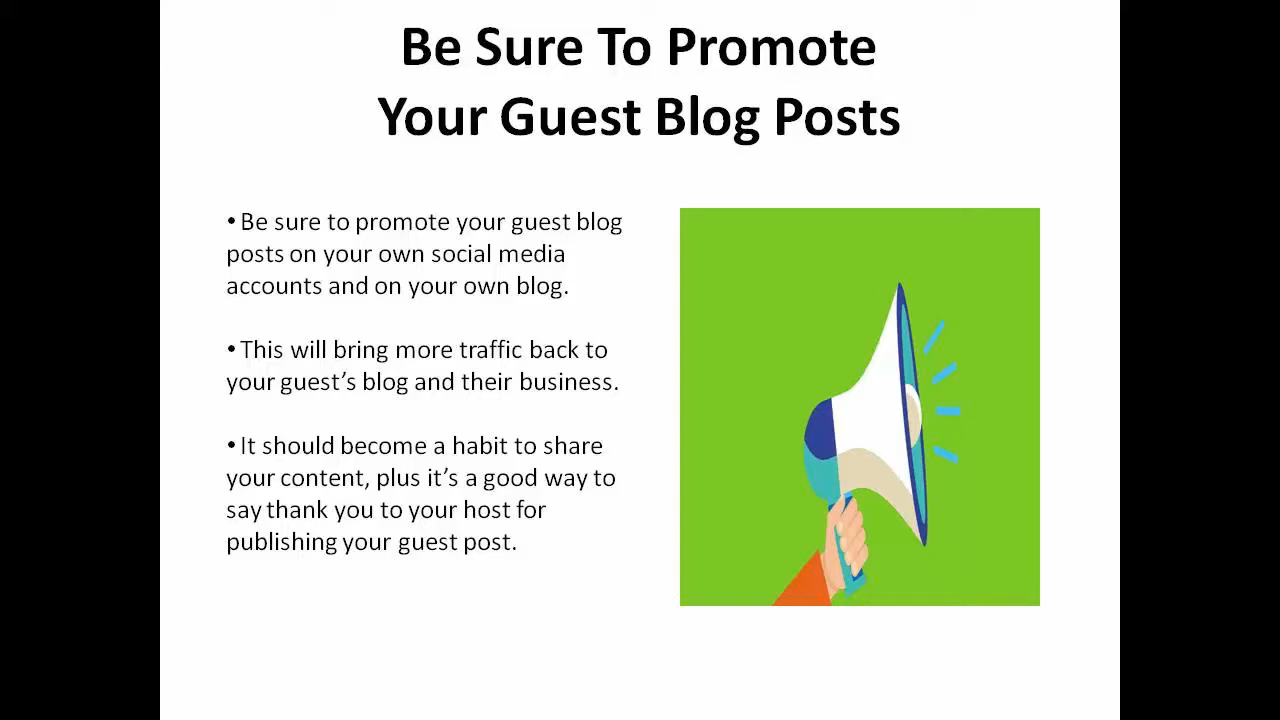 Be Sure To Promote
Your Guest Blog Posts
• Be sure to promote your guest blog
posts on your own social media
accounts and on your own blog.
• This will bring more traffic back to
your guest’s blog and their business.
• It should become a habit to share
your content, plus it’s a good way to
say thank you to your host for
publishing your guest post.